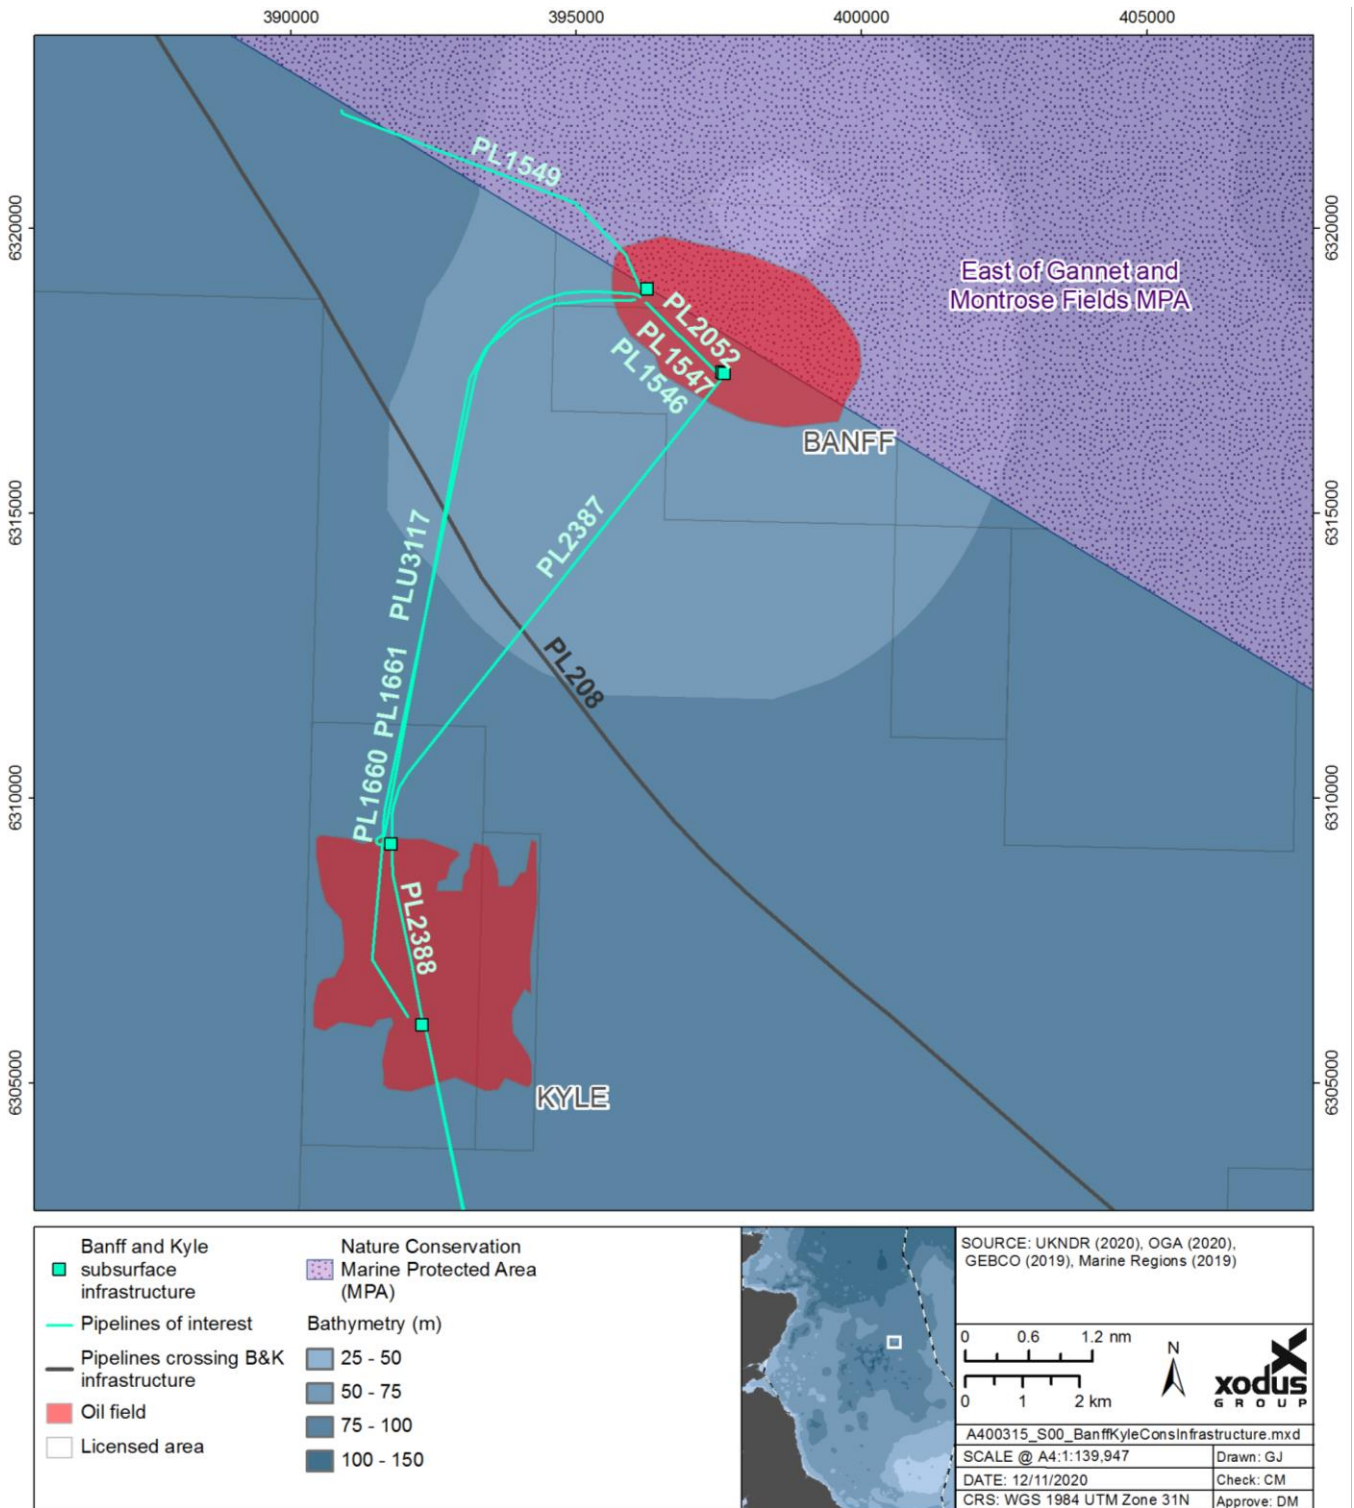 390000
395000
400000
405000
6320000
6320000
6315000
6315000
6310000
6310000
6305000
6305000
PL1549
East of Gannet and
Montrose Fields MPA
PL2052
PL1547
PL1546
BANFF
PL2387
PLU3117
PL208
PL1661
PL1660
PL2388
KYLE
Banff and Kyle
subsurface
infrastructure
Pipelines of interest
Pipelines crossing B&K
infrastructure
Oil field
Licensed area
Nature Conservation
Marine Protected Area
(MPA)
Bathymetry (m)
25 - 50
50 - 75
75 - 100
100 - 150
SOURCE: UKNDR (2020), OGA (2020),
GEBCO (2019), Marine Regions (2019)
0 0.6 1.2 nm
0 1 2 km
N
xodus
GROUP
A400315_S00_BanffKyleConsInfrastructure.mxd
SCALE @ A4:1:139,947
Drawn: GJ
DATE: 12/11/2020
Check: CM
CRS: WGS 1984 UTM Zone 31N
Approve: DM